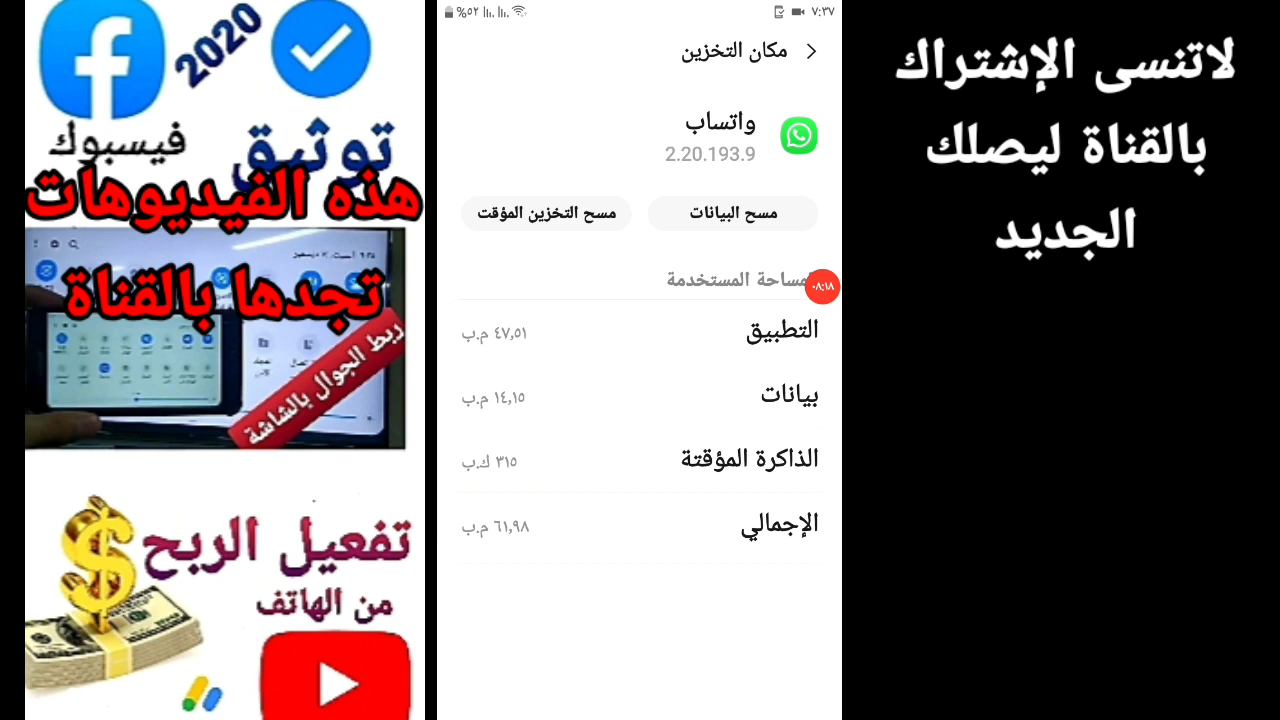 2020
توثيق
فيسبوك
هذه الفيديوهات
تجدها بالقناة
ربط الجوال بالشاشة
تفعيل الربح
من الهاتف
%٥٢
٧:٣٧
مكان التخزين
واتساب
2.20.193.9
مسح البيانات
مسح التخزين المؤقت
المساحة المستخدمة
٠٨:١٨
التطبيق
٤٧,٥١ م.ب
بيانات
١٤,١٥ م.ب
الذاكرة المؤقتة
٣١٥ ك.ب
الإجمالي
٦١,٩٨ م.ب
لاتنسى الإشتراك
بالقناة ليصلك
الجديد